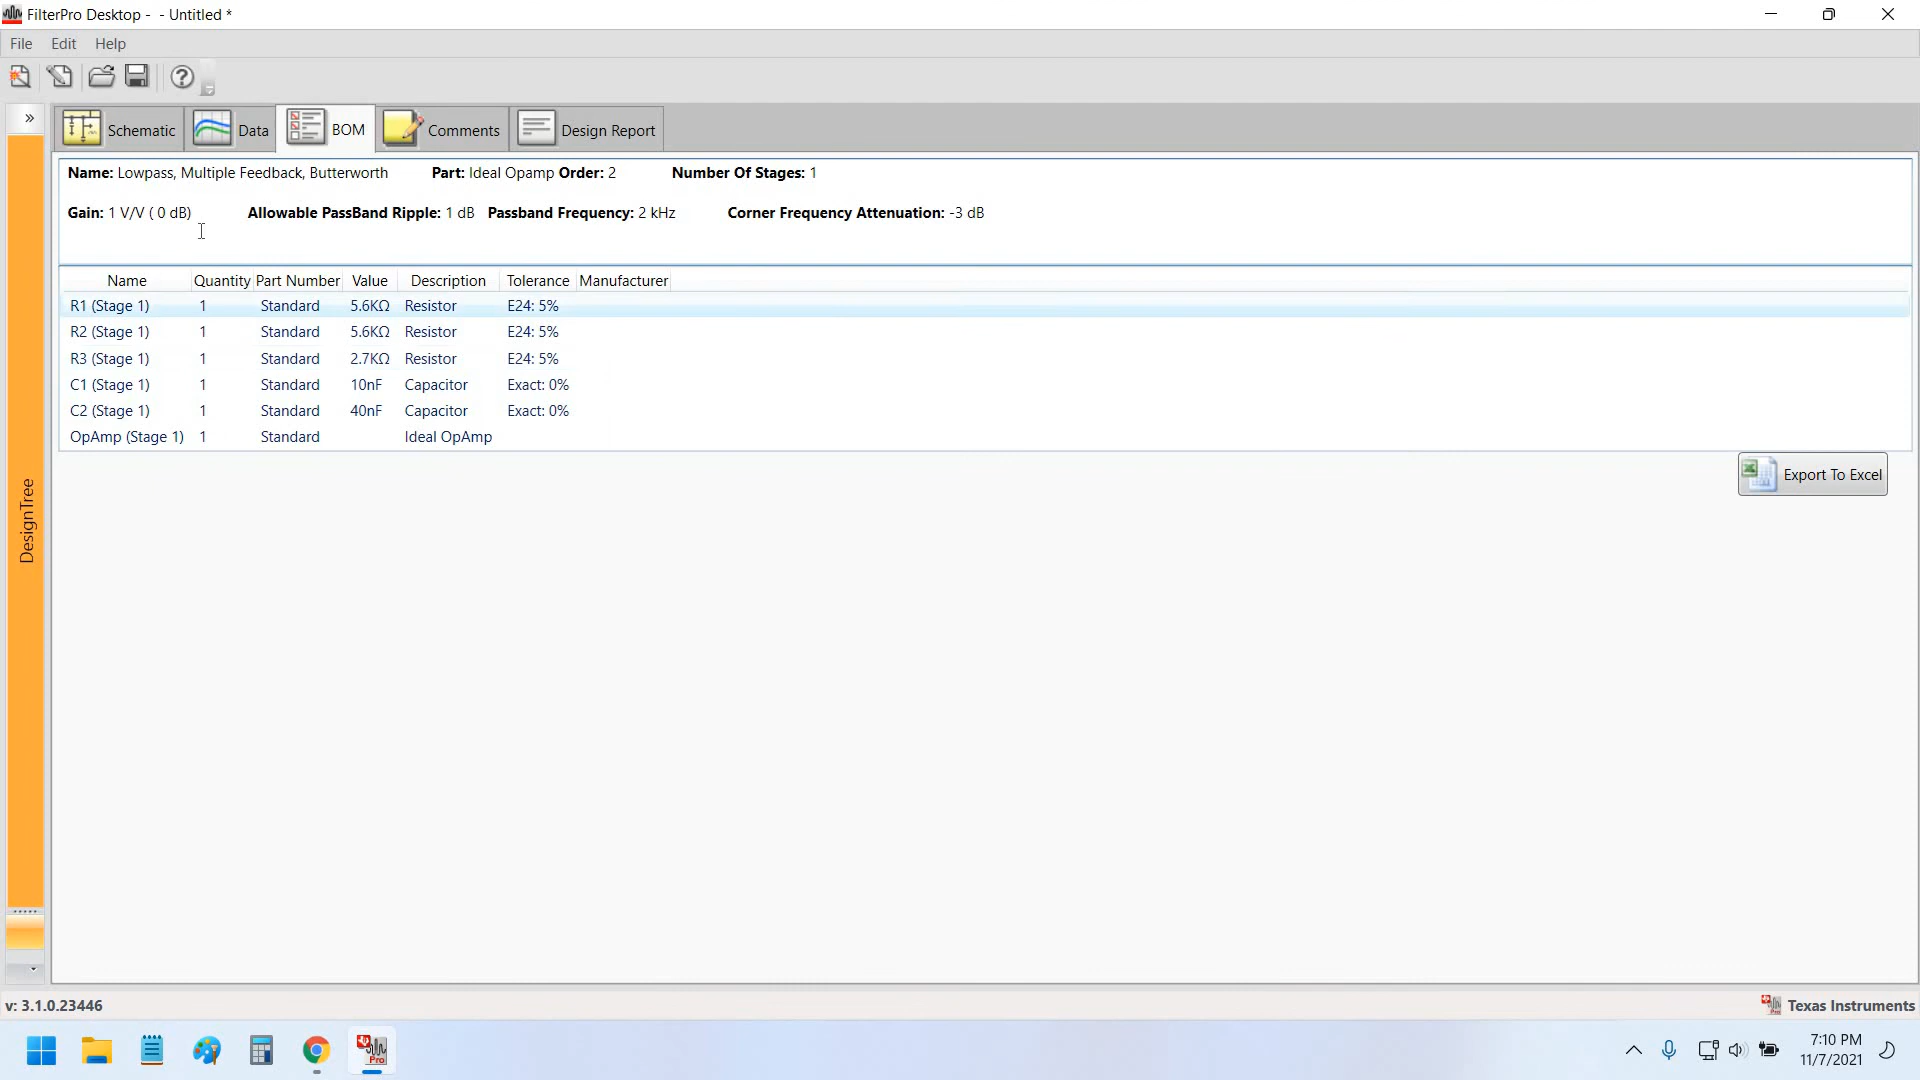 FilterPro Desktop - - Untitled *
File Edit Help
Schematic Data BOM Comments Design Report
Name: Lowpass, Multiple Feedback, Butterworth Part: Ideal Opamp Order: 2 Number Of Stages: 1
Gain: 1 V/V ( 0 dB) Allowable PassBand Ripple: 1 dB Passband Frequency: 2 kHz Corner Frequency Attenuation: -3 dB
Name Quantity Part Number Value Description Tolerance Manufacturer
R1 (Stage 1) 1 Standard 5.6KΩ Resistor E24: 5%
R2 (Stage 1) 1 Standard 5.6KΩ Resistor E24: 5%
R3 (Stage 1) 1 Standard 2.7KΩ Resistor E24: 5%
C1 (Stage 1) 1 Standard 10nF Capacitor Exact: 0%
C2 (Stage 1) 1 Standard 40nF Capacitor Exact: 0%
OpAmp (Stage 1) 1 Standard Ideal OpAmp
Export To Excel
DesignTree
v: 3.1.0.23446 Texas Instruments
Pro
7:10 PM
11/7/2021